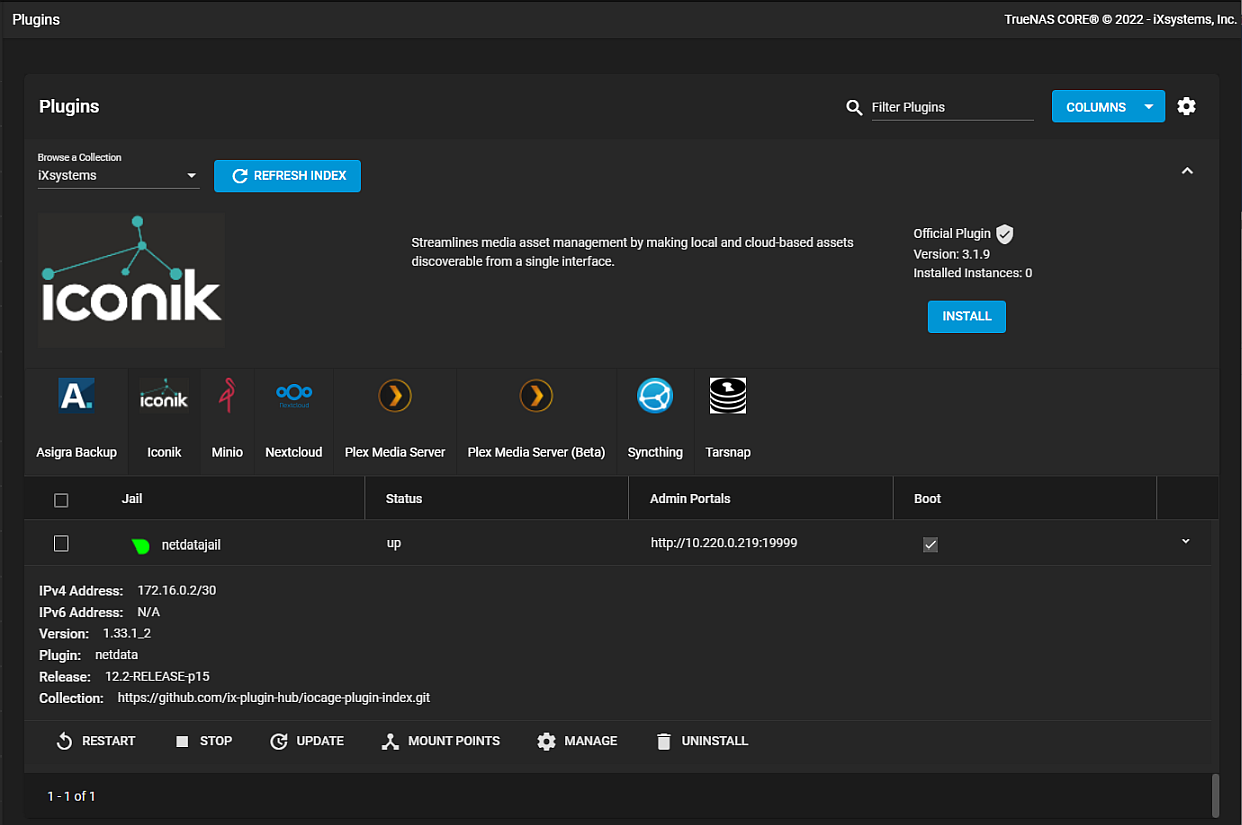 Plugins
TrueNAS CORE® © 2022 - iXsystems, Inc.
Plugins
Filter Plugins
COLUMNS
Browse a Collection
iXsystems
REFRESH INDEX
iconik
Streamlines media asset management by making local and cloud-based assets
discoverable from a single interface.
Official Plugin
Version: 3.1.9
Installed Instances: 0
INSTALL
A.
iconik
Nextcloud
Asigra Backup
Iconik
Minio
Nextcloud
Plex Media Server
Plex Media Server (Beta)
Syncthing
Tarsnap
Jail
Status
Admin Portals
Boot
netdatajail
up
http://10.220.0.219:19999
IPv4 Address: 172.16.0.2/30
IPv6 Address: N/A
Version: 1.33.1_2
Plugin: netdata
Release: 12.2-RELEASE-p15
Collection: https://github.com/ix-plugin-hub/iocage-plugin-index.git
RESTART
STOP
UPDATE
MOUNT POINTS
MANAGE
UNINSTALL
1 - 1 of 1